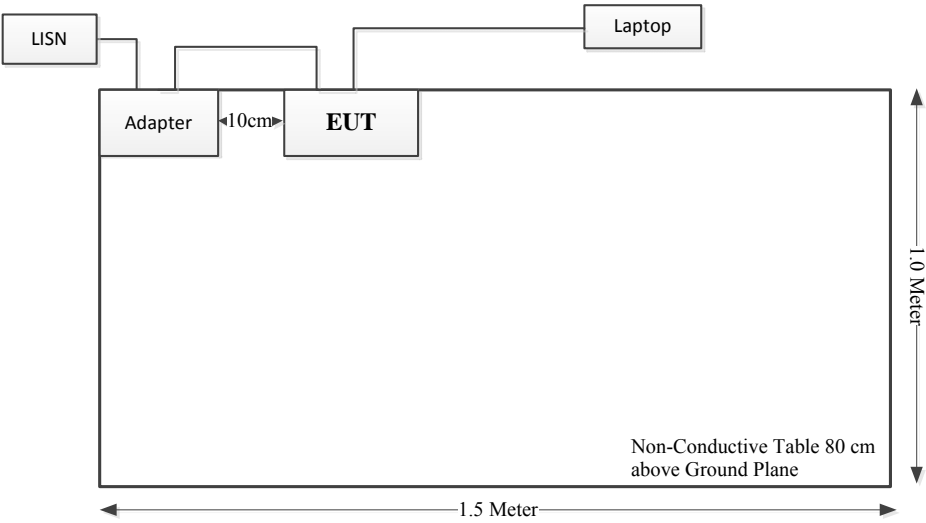 LISN
Laptop
Adapter
10cm
EUT
1.0 Meter
Non-Conductive Table 80 cm
above Ground Plane
1.5 Meter